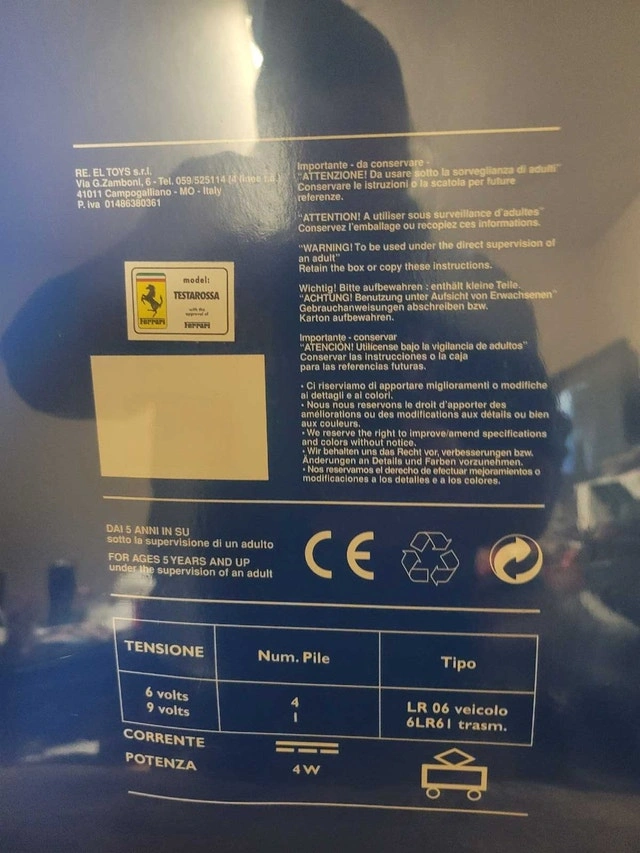 RE. EL TOYS s.r.l.
Via G.Zamboni, 6 - Tel. 059/525114 (4 linee r.a.)
41011 Campogalliano - MO - Italy
P. iva 01486380361
model:
TESTAROSSA
with the
approval of
Ferrari
Ferrari
Importante - da conservare -
"ATTENZIONE! Da usare sotto la sorveglianza di adulti"
Conservare le istruzioni o la scatola per future
referenze.
"ATTENTION! A utiliser sous surveillance d'adultes"
Conservez l'emballage ou recopiez ces informations.
"WARNING! To be used under the direct supervision of
an adult"
Retain the box or copy these instructions.
Wichtig! Bitte aufbewahren : enthält kleine Teile.
"ACHTUNG! Benutzung unter Aufsicht von Erwachsenen"
Gebrauchanweisungen abschreiben bzw.
Karton aufbewahren.
Importante - conservar
"ATENCIÓN! Utilicense bajo la vigilancia de adultos"
Conservar las instrucciones o la caja
para las referencias futuras.
• Ci riserviamo di apportare miglioramenti o modifiche
ai dettagli e ai colori.
• Nous nous reservons le droit d'apporter des
améliorations ou des modifications aux détails ou bien
aux couleurs.
• We reserve the right to improve/amend specifications
and colors without notice.
• Wir behalten uns das Recht vor, verbesserungen bzw.
Änderungen an Details und Farben vorzunehmen.
• Nos reservamos el derecho de efectuar mejoramientos o
modificaciones a los detalles e a los colores.
DAI 5 ANNI IN SU
sotto la supervisione di un adulto
FOR AGES 5 YEARS AND UP
under the supervision of an adult
CE
TENSIONE Num. Pile Tipo
6 volts 4 LR 06 veicolo
9 volts 1 6LR61 trasm.
CORRENTE
POTENZA 4W